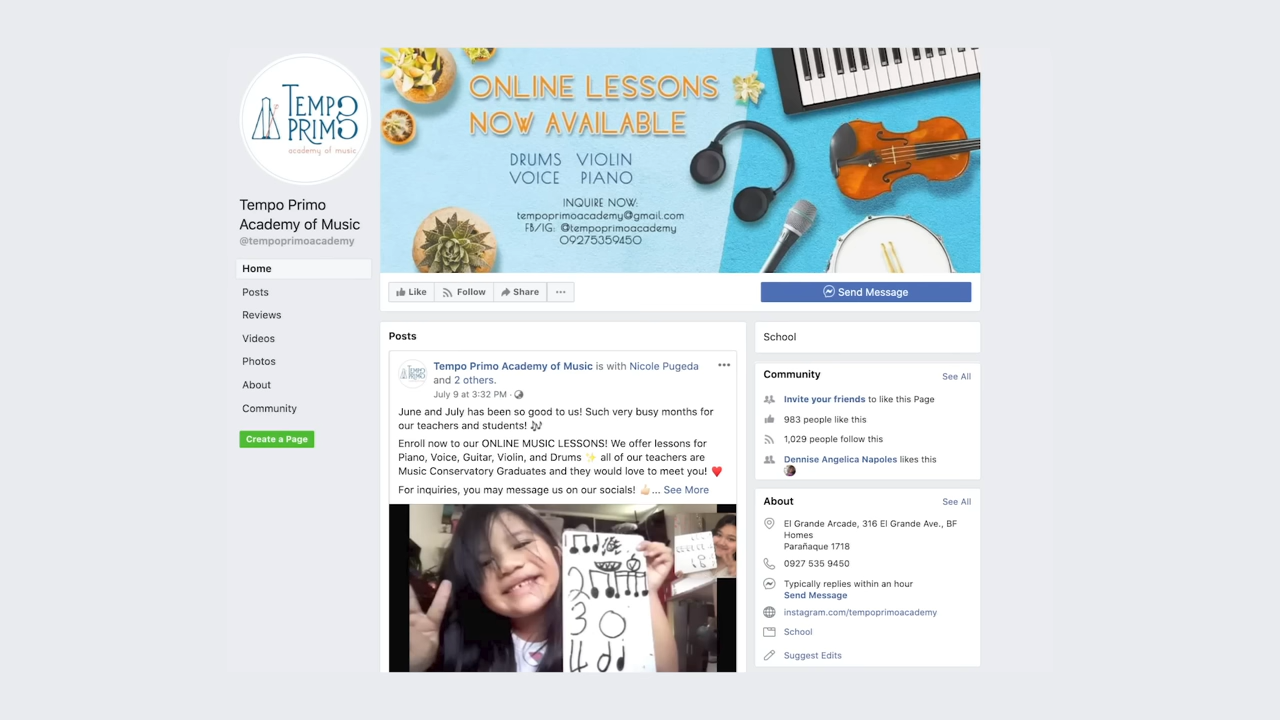 TEMPO
PRIMO
academy of music
Tempo Primo
Academy of Music
@tempoprimoacademy
Home
Posts
Reviews
Videos
Photos
About
Community
Create a Page
ONLINE LESSONS
NOW AVAILABLE
DRUMS VIOLIN
VOICE PIANO
INQUIRE NOW:
tempoprimoacademy@gmail.com
FB/IG: @tempoprimoacademy
09275359450
Like Follow Share ...
Send Message
Posts
Tempo Primo Academy of Music is with Nicole Pugeda
and 2 others.
July 9 at 3:32 PM ·
June and July has been so good to us! Such very busy months for
our teachers and students! 🎶
Enroll now to our ONLINE MUSIC LESSONS! We offer lessons for
Piano, Voice, Guitar, Violin, and Drums ✨ all of our teachers are
Music Conservatory Graduates and they would love to meet you! ❤️
For inquiries, you may message us on our socials! 👍🏻... See More
2
3
4 di
School
Community
See All
Invite your friends to like this Page
983 people like this
1,029 people follow this
Dennise Angelica Napoles likes this
About
See All
El Grande Arcade, 316 El Grande Ave., BF
Homes
Parañaque 1718
0927 535 9450
Typically replies within an hour
Send Message
instagram.com/tempoprimoacademy
School
Suggest Edits